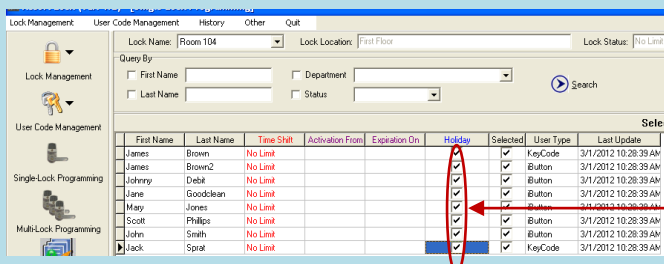 Lock Management User Code Management History Other Quit
Lock Name: Room 104 Lock Location: First Floor Lock Status: No Limit
Query By
First Name Department
Search
Last Name Status
Lock Management
User Code Management
Single-Lock Programming
Multi-Lock Programming
Sele
First Name Last Name Time Shift Activation From Expiration On Holiday Selected User Type Last Update
James Brown No Limit KeyCode 3/1/2012 10:28:39 AM
James Brown2 No Limit iButton 3/1/2012 10:28:39 AM
Johnny Debit No Limit iButton 3/1/2012 10:28:39 AM
Jane Goodclean No Limit iButton 3/1/2012 10:28:39 AM
Mary Jones No Limit iButton 3/1/2012 10:28:39 AM
Scott Phillips No Limit iButton 3/1/2012 10:28:39 AM
John Smith No Limit iButton 3/1/2012 10:28:39 AM
Jack Sprat No Limit KeyCode 3/1/2012 10:28:39 AM